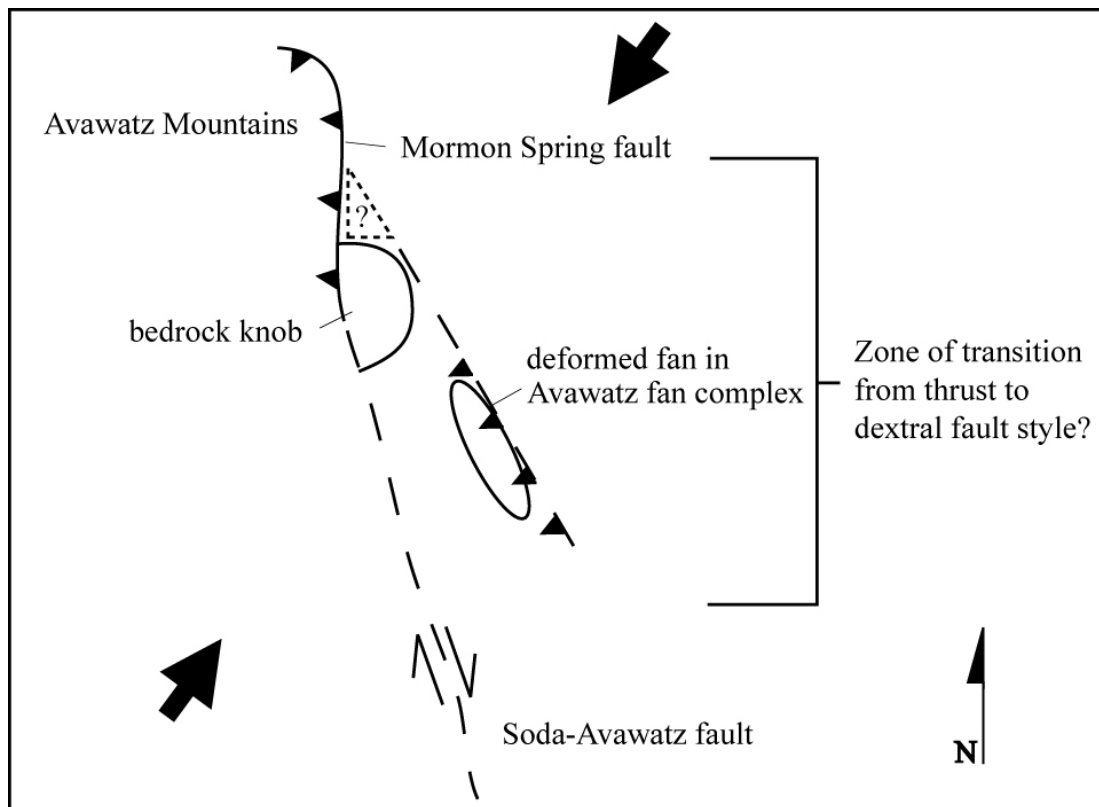 Avawatz Mountains
Mormon Spring fault
?
bedrock knob
deformed fan in
Avawatz fan complex
Zone of transition
from thrust to
dextral fault style?
Soda-Avawatz fault
N